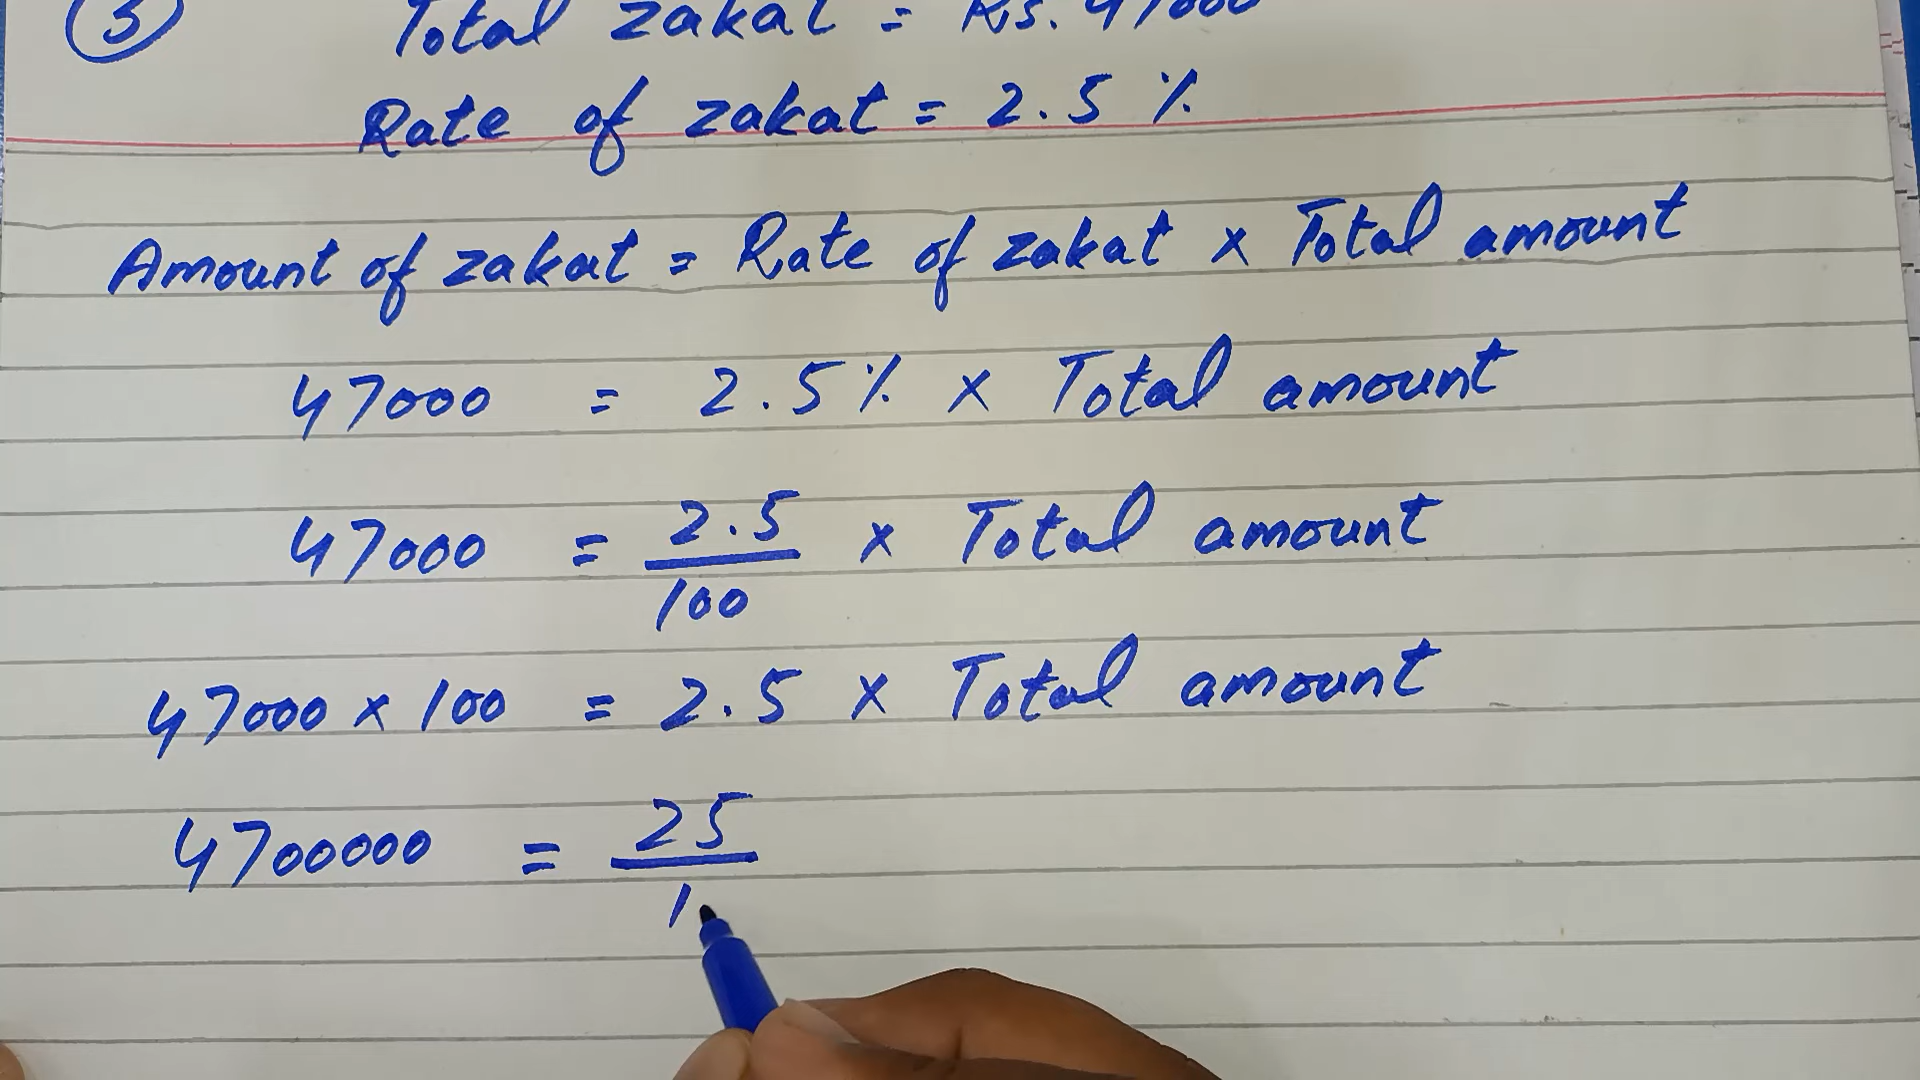 3 Total zakat = Rs. 47000
Rate of zakat = 2.5 %
Amount of zakat = Rate of zakat x Total amount
47000 = 2.5% x Total amount
47000 = 2.5/100 x Total amount
47000 x 100 = 2.5 x Total amount
4700000 = 25/1